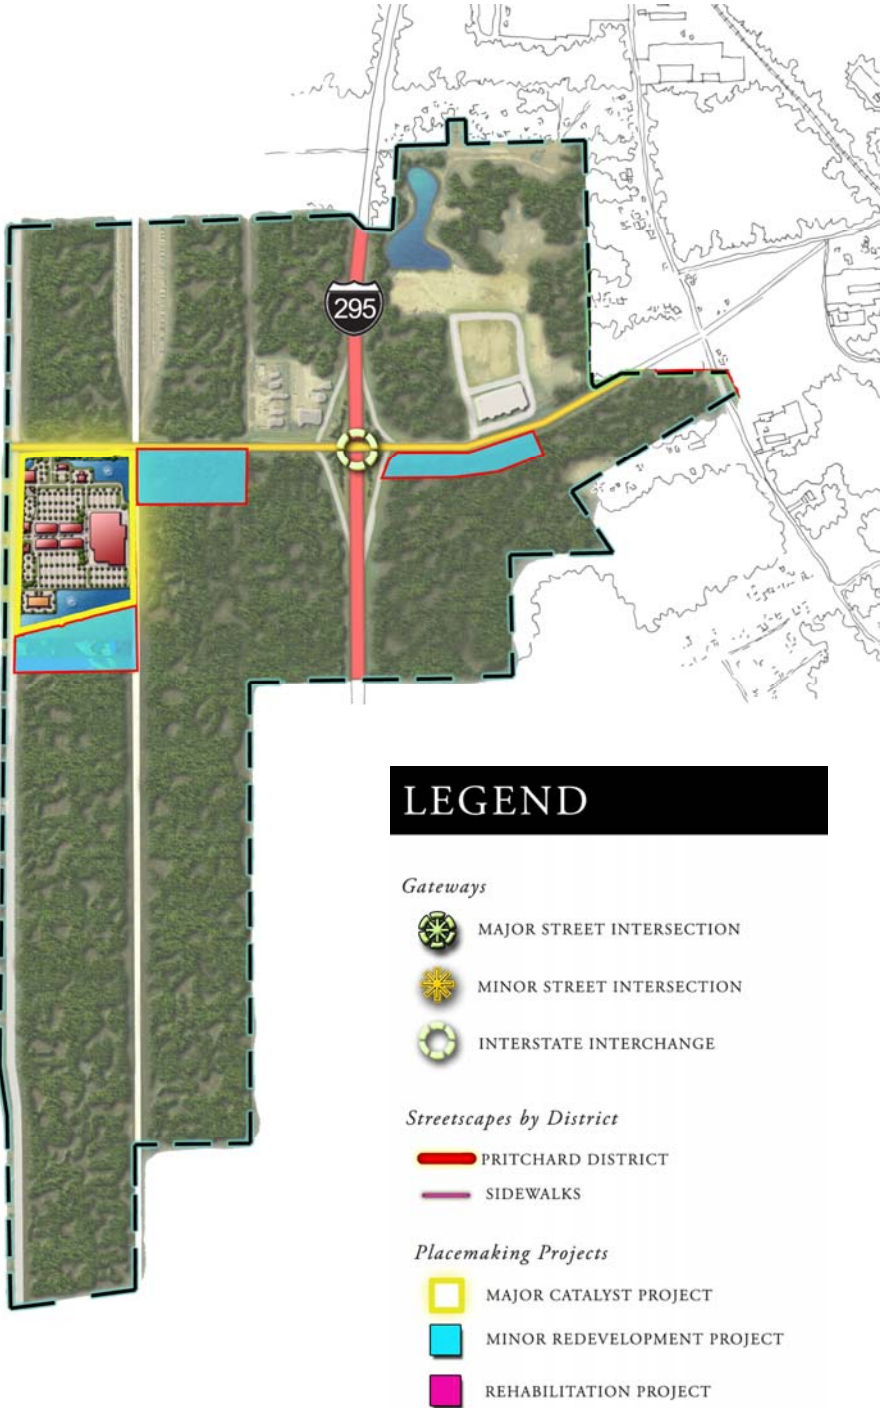 295
LEGEND
Gateways
MAJOR STREET INTERSECTION
MINOR STREET INTERSECTION
INTERSTATE INTERCHANGE
Streetscapes by District
PRITCHARD DISTRICT
SIDEWALKS
Placemaking Projects
MAJOR CATALYST PROJECT
MINOR REDEVELOPMENT PROJECT
REHABILITATION PROJECT